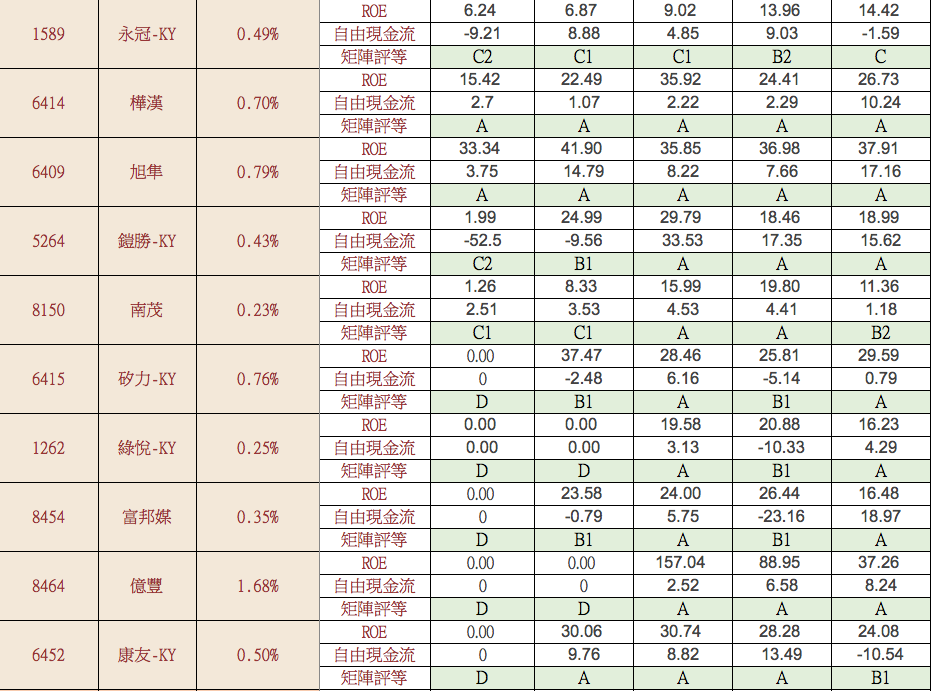 ROE 6.24 6.87 9.02 13.96 14.42
1589 永冠-KY 0.49% 自由現金流 -9.21 8.88 4.85 9.03 -1.59
矩陣評等 C2 C1 C1 B2 C
ROE 15.42 22.49 35.92 24.41 26.73
6414 樺漢 0.70% 自由現金流 2.7 1.07 2.22 2.29 10.24
矩陣評等 A A A A A
ROE 33.34 41.90 35.85 36.98 37.91
6409 旭隼 0.79% 自由現金流 3.75 14.79 8.22 7.66 17.16
矩陣評等 A A A A A
ROE 1.99 24.99 29.79 18.46 18.99
5264 鎧勝-KY 0.43% 自由現金流 -52.5 -9.56 33.53 17.35 15.62
矩陣評等 C2 B1 A A A
ROE 1.26 8.33 15.99 19.80 11.36
8150 南茂 0.23% 自由現金流 2.51 3.53 4.53 4.41 1.18
矩陣評等 C1 C1 A A B2
ROE 0.00 37.47 28.46 25.81 29.59
6415 矽力-KY 0.76% 自由現金流 0 -2.48 6.16 -5.14 0.79
矩陣評等 D B1 A B1 A
ROE 0.00 0.00 19.58 20.88 16.23
1262 綠悅-KY 0.25% 自由現金流 0.00 0.00 3.13 -10.33 4.29
矩陣評等 D D A B1 A
ROE 0.00 23.58 24.00 26.44 16.48
8454 富邦媒 0.35% 自由現金流 0 -0.79 5.75 -23.16 18.97
矩陣評等 D B1 A B1 A
ROE 0.00 0.00 157.04 88.95 37.26
8464 億豐 1.68% 自由現金流 0 0 2.52 6.58 8.24
矩陣評等 D D A A A
ROE 0.00 30.06 30.74 28.28 24.08
6452 康友-KY 0.50% 自由現金流 0 9.76 8.82 13.49 -10.54
矩陣評等 D A A A B1